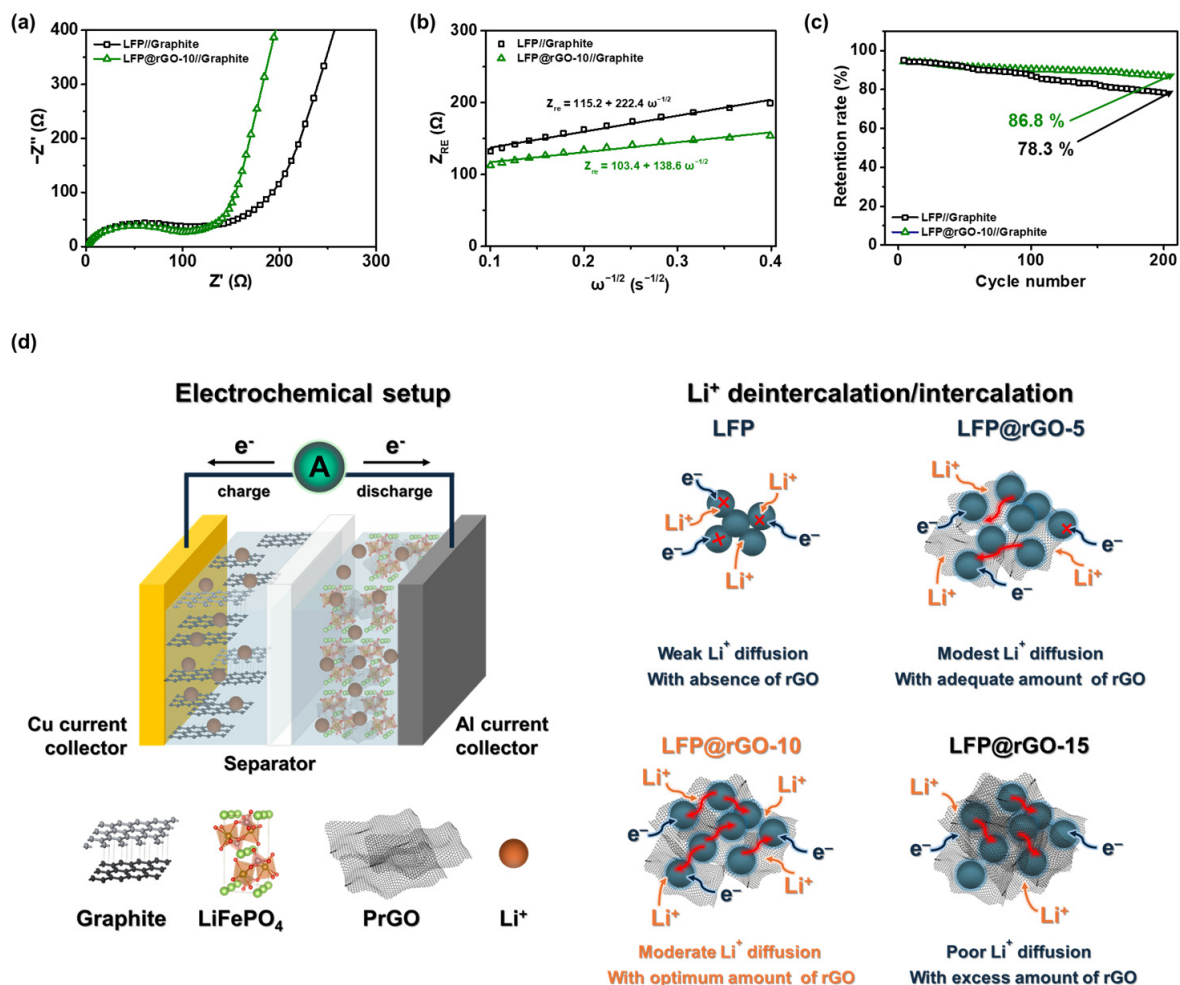 (a)
400
300
200
100
0
−Z'' (Ω)
LFP//Graphite
LFP@rGO-10//Graphite
0 100 200 300
Z' (Ω)
(b)
300
200
100
0
Z_RE (Ω)
LFP//Graphite
LFP@rGO-10//Graphite
Z_re = 115.2 + 222.4 ω^−1/2
Z_re = 103.4 + 138.6 ω^−1/2
0.1 0.2 0.3 0.4
ω^−1/2 (s^−1/2)
(c)
100
80
60
40
20
0
Retention rate (%)
86.8 %
78.3 %
LFP//Graphite
LFP@rGO-10//Graphite
0 100 200
Cycle number
(d)
Electrochemical setup
e⁻ A e⁻
charge discharge
Cu current
collector
Separator
Al current
collector
Graphite LiFePO₄ PrGO Li⁺
Li⁺ deintercalation/intercalation
LFP
e⁻
Li⁺
Li⁺
e⁻
e⁻
Li⁺
Weak Li⁺ diffusion
With absence of rGO
LFP@rGO-5
Li⁺
e⁻
e⁻
Li⁺
Li⁺
e⁻
Modest Li⁺ diffusion
With adequate amount of rGO
LFP@rGO-10
Li⁺
Li⁺
e⁻
e⁻
Li⁺
Li⁺
e⁻
Moderate Li⁺ diffusion
With optimum amount of rGO
LFP@rGO-15
Li⁺
Li⁺
e⁻
e⁻
Li⁺
Poor Li⁺ diffusion
With excess amount of rGO